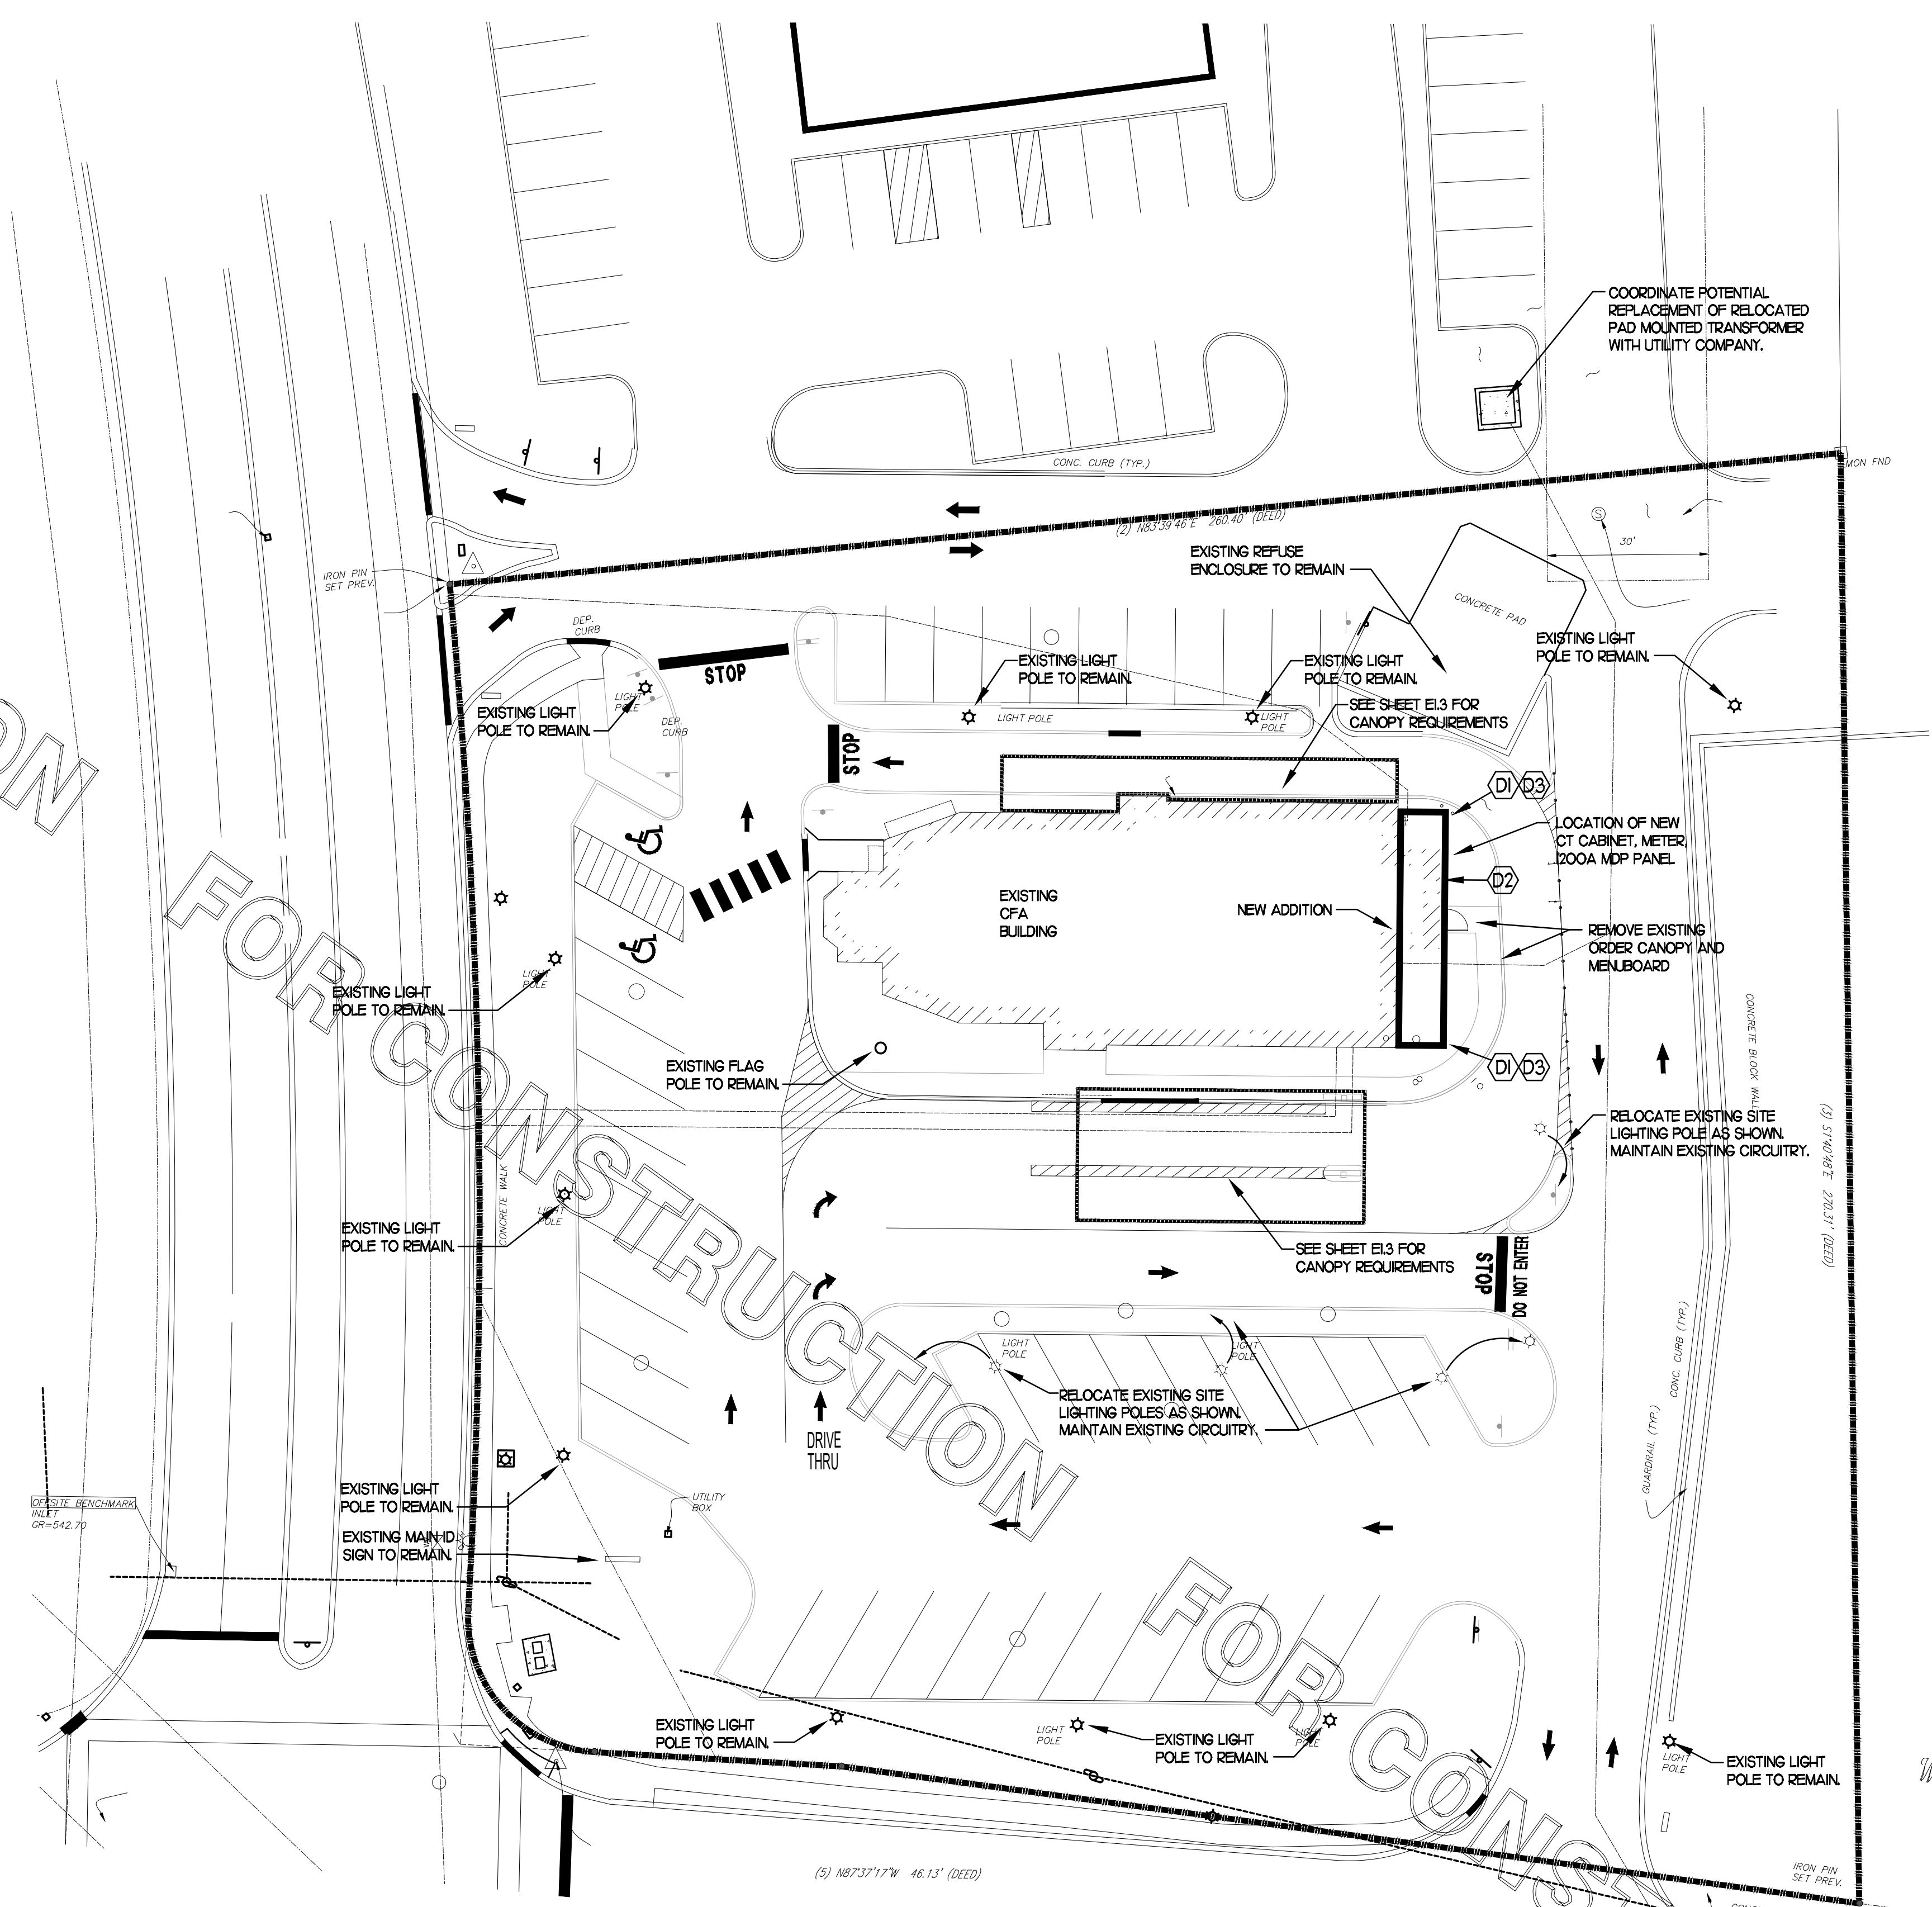 COORDINATE POTENTIAL
REPLACEMENT OF RELOCATED
PAD MOUNTED TRANSFORMER
WITH UTILITY COMPANY.
CONC. CURB (TYP.)
MON FND
(2) N83°39'46"E 260.40' (DEED)
30'
S
IRON PIN
SET PREV.
EXISTING REFUSE
ENCLOSURE TO REMAIN
CONCRETE PAD
DEP.
CURB
STOP
EXISTING LIGHT
POLE TO REMAIN.
EXISTING LIGHT
POLE TO REMAIN.
EXISTING LIGHT
POLE TO REMAIN.
LIGHT
POLE
EXISTING LIGHT
POLE TO REMAIN.
DEP.
CURB
LIGHT POLE
LIGHT
POLE
SEE SHEET E1.3 FOR
CANOPY REQUIREMENTS
STOP
D1
D3
LOCATION OF NEW
CT CABINET, METER,
1200A MDP PANEL
D2
EXISTING
CFA
BUILDING
NEW ADDITION
REMOVE EXISTING
ORDER CANOPY AND
MENUBOARD
LIGHT
POLE
EXISTING LIGHT
POLE TO REMAIN.
CONCRETE BLOCK WALL
EXISTING FLAG
POLE TO REMAIN.
D1
D3
RELOCATE EXISTING SITE
LIGHTING POLE AS SHOWN.
MAINTAIN EXISTING CIRCUITRY.
(3) S1°40'48"E 270.31' (DEED)
CONCRETE WALK
LIGHT
POLE
EXISTING LIGHT
POLE TO REMAIN.
SEE SHEET E1.3 FOR
CANOPY REQUIREMENTS
STOP
DO NOT ENTER
LIGHT
POLE
LIGHT
POLE
CONC. CURB (TYP.)
GUARDRAIL (TYP.)
RELOCATE EXISTING SITE
LIGHTING POLES AS SHOWN.
MAINTAIN EXISTING CIRCUITRY.
DRIVE
THRU
EXISTING LIGHT
POLE TO REMAIN.
UTILITY
BOX
OFFSITE BENCHMARK
INLET
GR=542.70
EXISTING MAIN ID
SIGN TO REMAIN.
EXISTING LIGHT
POLE TO REMAIN.
LIGHT
POLE
EXISTING LIGHT
POLE TO REMAIN.
LIGHT
POLE
LIGHT
POLE
EXISTING LIGHT
POLE TO REMAIN.
(5) N87°37'17"W 46.13' (DEED)
IRON PIN
SET PREV.
FOR CONSTRUCTION
FOR CONS